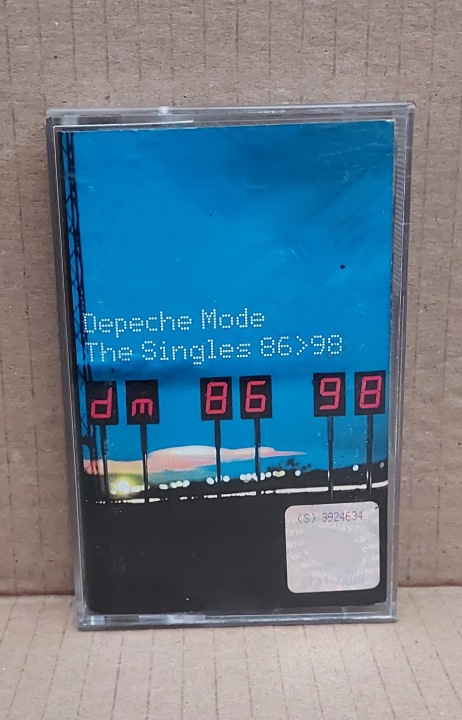 Depeche Mode
The Singles 86>98
dm 86 98
(S) 3924634